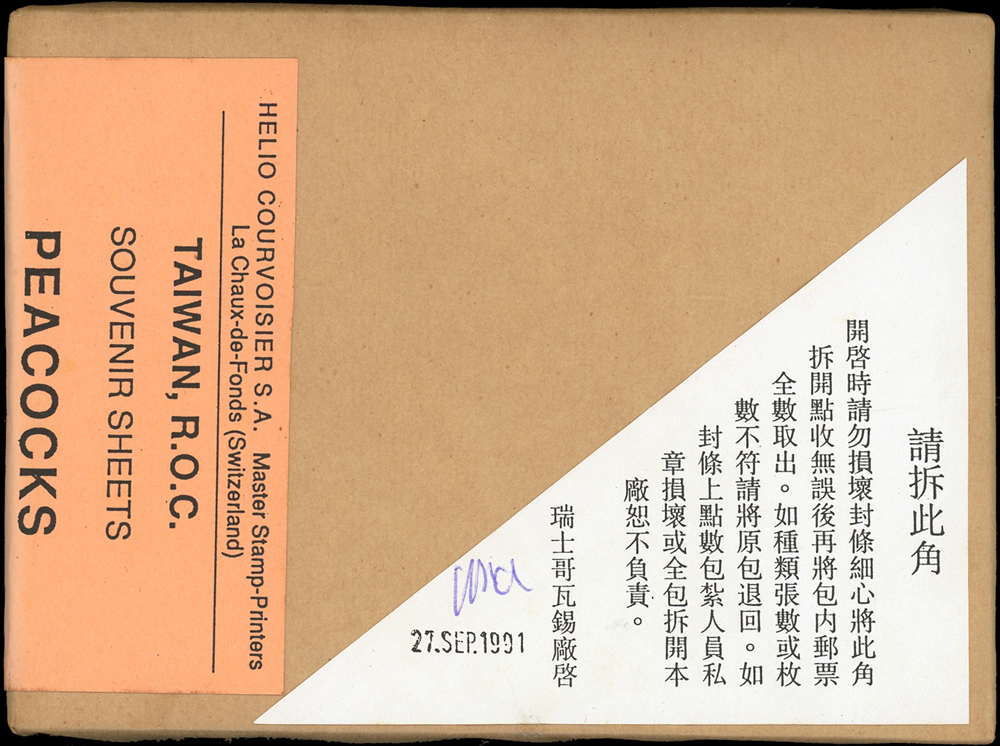 HELIO COURVOISIER S.A. Master Stamp-Printers
La Chaux-de-Fonds (Switzerland)
TAIWAN, R.O.C.
SOUVENIR SHEETS
PEACOCKS
請拆此角
開啓時請勿損壞封條細心將此角
拆開點收無誤後再將包内郵票
全數取出。如種類張數或枚
數不符請將原包退回。如
封條上點數包紮人員私
章損壞或全包拆開本
廠恕不負責。
瑞士哥瓦錫廠啓
27.SEP.1991